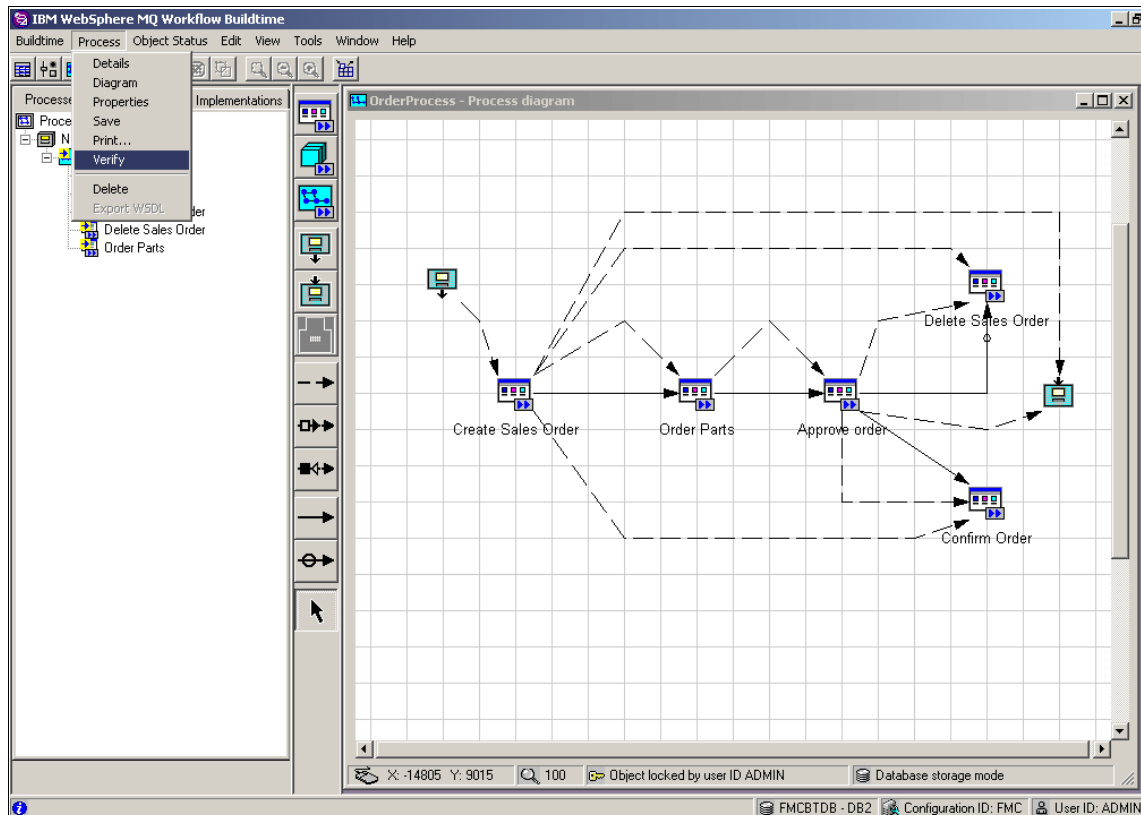 IBM WebSphere MQ Workflow Buildtime
Buildtime Process Object Status Edit View Tools Window Help
Details
Diagram
Properties
Save
Print...
Verify
Delete
Export WSDL
Implementations
Delete Sales Order
Order Parts
OrderProcess - Process diagram
Delete Sales Order
Create Sales Order
Order Parts
Approve order
Confirm Order
X: -14805 Y: 9015
100
Object locked by user ID ADMIN
Database storage mode
FMCBTDB - DB2
Configuration ID: FMC
User ID: ADMIN